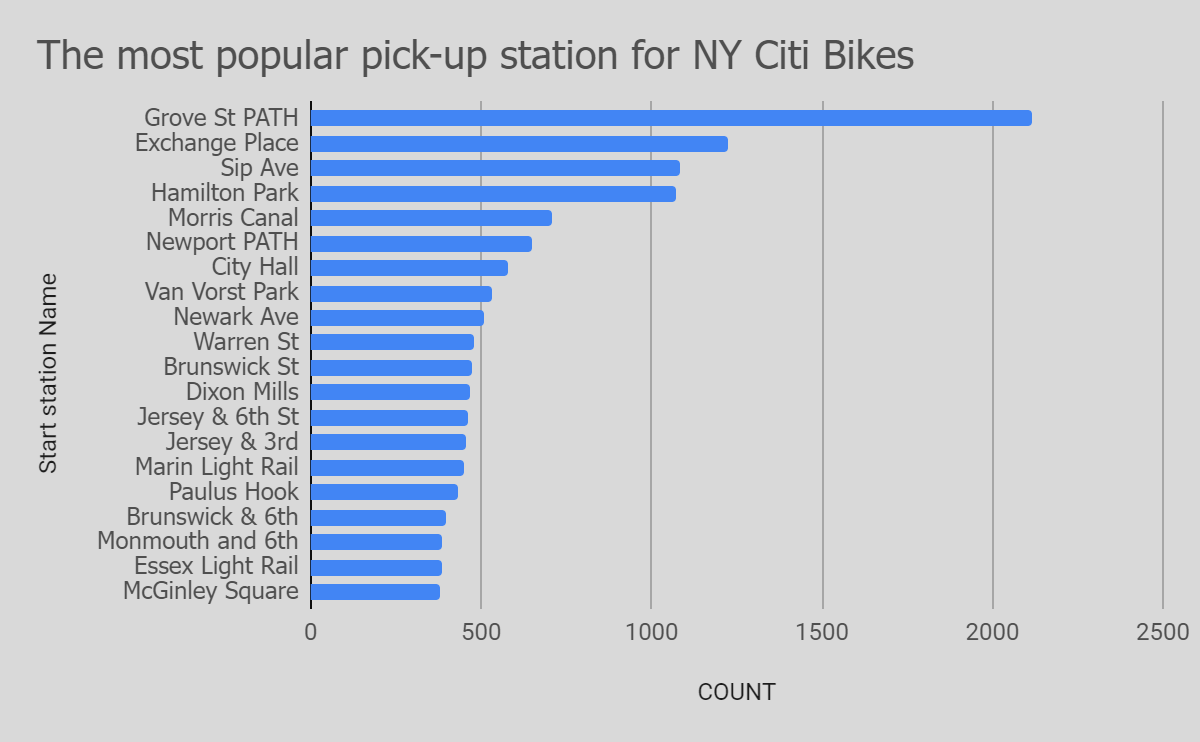 The most popular pick-up station for NY Citi Bikes
Start station Name
Grove St PATH
Exchange Place
Sip Ave
Hamilton Park
Morris Canal
Newport PATH
City Hall
Van Vorst Park
Newark Ave
Warren St
Brunswick St
Dixon Mills
Jersey & 6th St
Jersey & 3rd
Marin Light Rail
Paulus Hook
Brunswick & 6th
Monmouth and 6th
Essex Light Rail
McGinley Square
0 500 1000 1500 2000 2500
COUNT